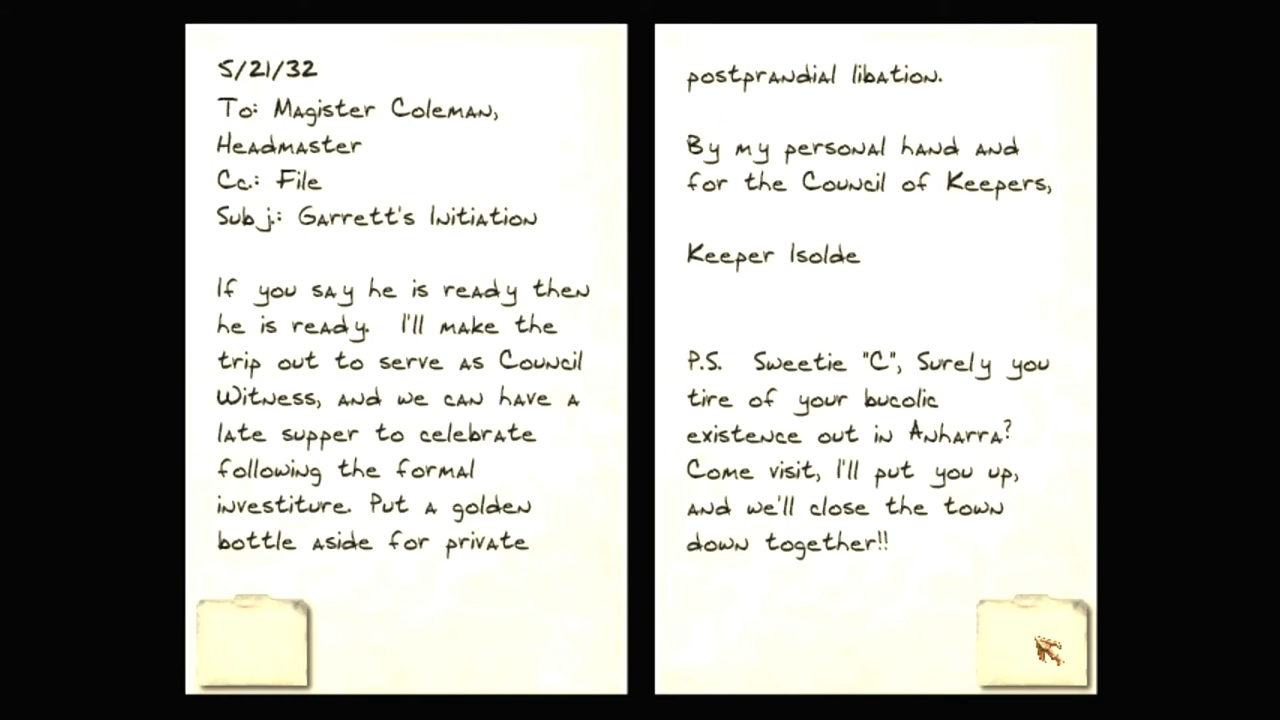 5/21/32
To: Magister Coleman,
Headmaster
Cc.: File
Subj.: Garrett's Initiation
If you say he is ready then
he is ready. I'll make the
trip out to serve as Council
Witness, and we can have a
late supper to celebrate
following the formal
investiture. Put a golden
bottle aside for private
postprandial libation.
By my personal hand and
for the Council of Keepers,
Keeper Isolde
P.S. Sweetie "C", Surely you
tire of your bucolic
existence out in Anharra?
Come visit, I'll put you up,
and we'll close the town
down together!!